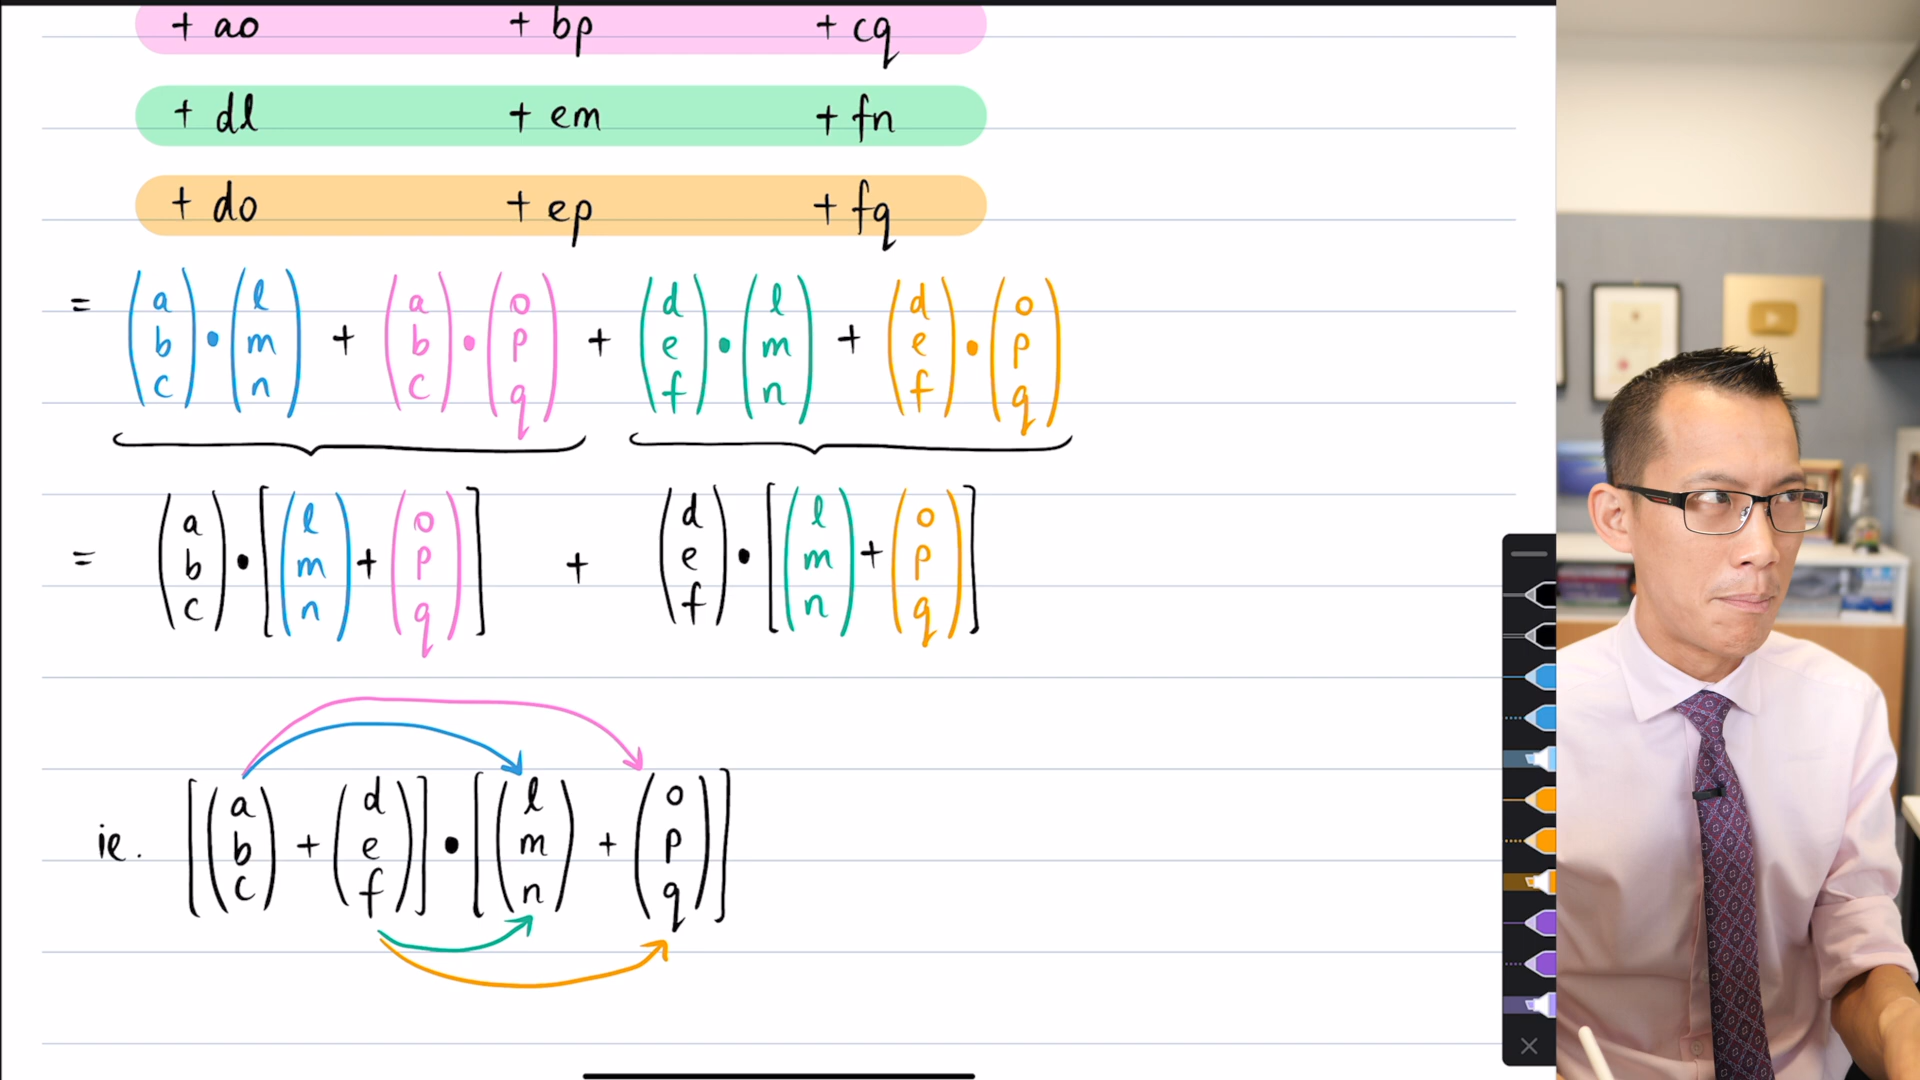 + ao + bp + cq
+ dl + em + fn
+ do + ep + fq
= (a b c) • (l m n) + (a b c) • (o p q) + (d e f) • (l m n) + (d e f) • (o p q)
= (a b c) • [(l m n) + (o p q)] + (d e f) • [(l m n) + (o p q)]
ie. [(a b c) + (d e f)] • [(l m n) + (o p q)]